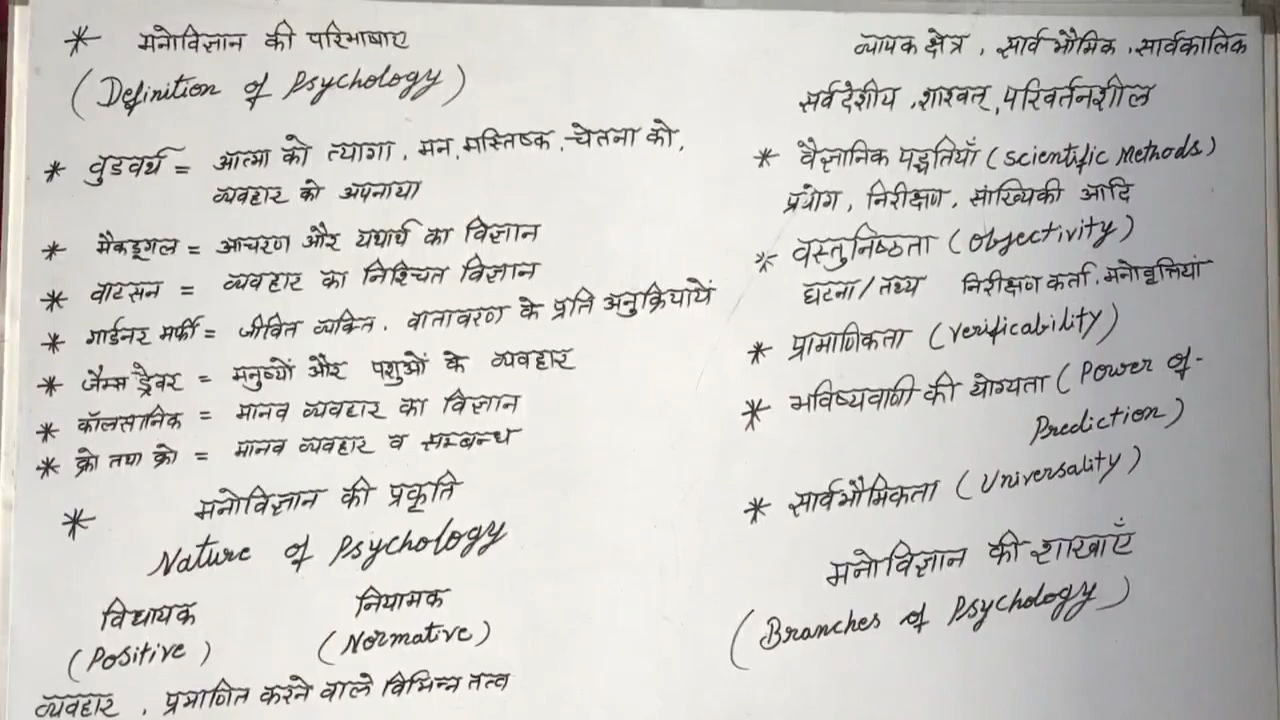 * मनोविज्ञान की परिभाषाए
(Definition of Psychology)
* वुडवर्थ = आत्मा को त्यागा, मन, मस्तिष्क, चेतना को,
व्यवहार को अपनाया
* मैकडूगल = आचरण और यथार्थ का विज्ञान
* वाटसन = व्यवहार का निश्चित विज्ञान
* गार्डनर मर्फी = जीवित व्यक्ति, वातावरण के प्रति अनुक्रियायें
* जैम्स ड्रैवर = मनुष्यों और पशुओं के व्यवहार
* कॉलसानिक = मानव व्यवहार का विज्ञान
* क्रो तथा क्रो = मानव व्यवहार व सम्बन्ध
* मनोविज्ञान की प्रकृति
Nature of Psychology
विधायक नियामक
(Positive) (Normative)
व्यवहार, प्रमाणित करने वाले विभिन्न तत्व
व्यापक क्षेत्र, सार्वभौमिक, सार्वकालिक
सर्वदेशीय, शाश्वत, परिवर्तनशील
* वैज्ञानिक पद्धतियाँ (Scientific Methods)
प्रयोग, निरीक्षण, सांख्यिकी आदि
* वस्तुनिष्ठता (Objectivity)
घटना/तथ्य निरीक्षण कर्ता, मनोवृत्तियां
* प्रामाणिकता (Verificability)
* भविष्यवाणी की योग्यता (Power of-
Prediction)
* सार्वभौमिकता (Universality)
मनोविज्ञान की शाखाएँ
(Branches of Psychology)